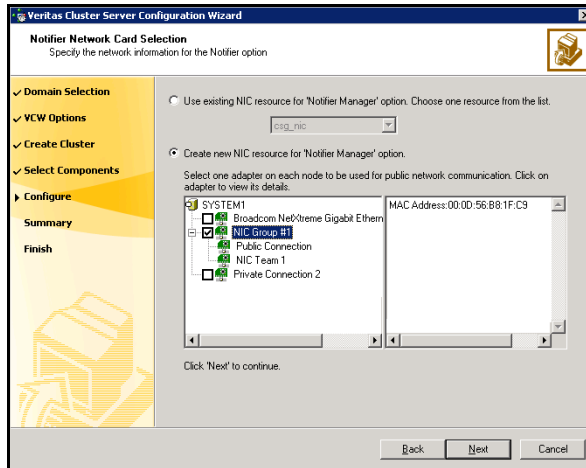 Veritas Cluster Server Configuration Wizard
Notifier Network Card Selection
Specify the network information for the Notifier option
Domain Selection
VCW Options
Create Cluster
Select Components
Configure
Summary
Finish
Use existing NIC resource for 'Notifier Manager' option. Choose one resource from the list.
csg_nic
Create new NIC resource for 'Notifier Manager' option.
Select one adapter on each node to be used for public network communication. Click on
adapter to view its details.
SYSTEM1
Broadcom NetXtreme Gigabit Ethern
NIC Group #1
Public Connection
NIC Team 1
Private Connection 2
MAC Address:00:0D:56:B8:1F:C9
Click 'Next' to continue.
Back
Next
Cancel